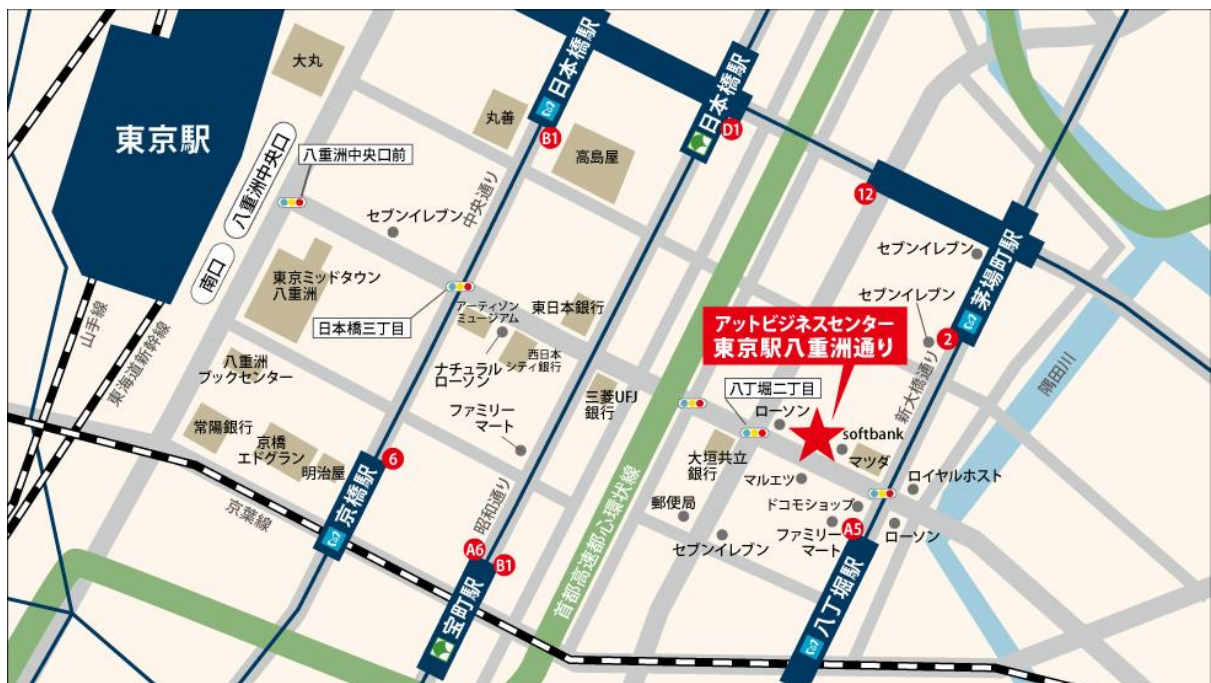 大丸
日本橋駅
日本橋駅
東京駅
丸善
B1
D1
高島屋
八重洲中央口
八重洲中央口前
中央通り
12
セブンイレブン
セブンイレブン
茅場町駅
南口
東京ミッドタウン
八重洲
日本橋三丁目
アーティゾン
ミュージアム
東日本銀行
セブンイレブン
アットビジネスセンター
東京駅八重洲通り
2
山手線
東海道新幹線
八重洲
ブックセンター
ナチュラル
ローソン
西日本
シティ銀行
三菱UFJ
銀行
八丁堀二丁目
新大橋通り
隅田川
ファミリー
マート
ローソン
softbank
常陽銀行
京橋
エドグラン
明治屋
6
大垣共立
銀行
マツダ
マルエツ
ロイヤルホスト
京葉線
京橋駅
昭和通り
郵便局
ドコモショップ
首都高速都心環状線
セブンイレブン
ファミリー
マート
A5
ローソン
A6
B1
宝町駅
八丁堀駅